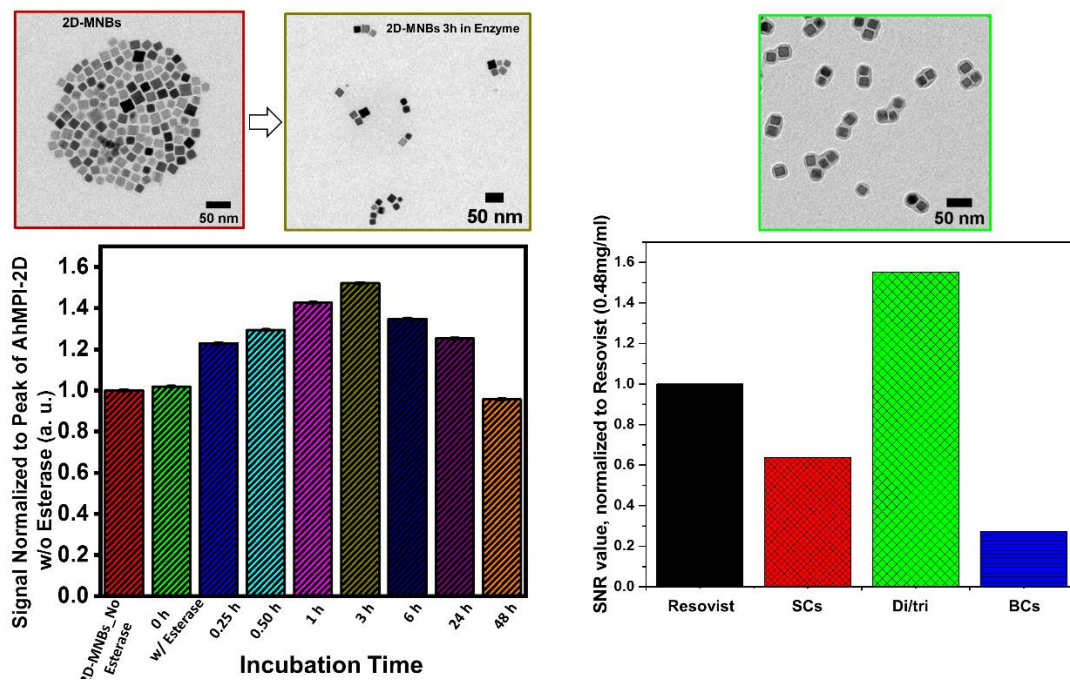 2D-MNBs
50 nm
2D-MNBs 3h in Enzyme
50 nm
50 nm
Signal Normalized to Peak of AhMPI-2D
w/o Esterase (a. u.)
1.6
1.4
1.2
1.0
0.8
0.6
0.4
0.2
0.0
2D-MNBs_No
Esterase
0 h
w/ Esterase
0.25 h
0.50 h
1 h
3 h
6 h
24 h
48 h
Incubation Time
SNR value, normalized to Resovist (0.48mg/ml)
1.6
1.4
1.2
1.0
0.8
0.6
0.4
0.2
0.0
Resovist
SCs
Di/tri
BCs